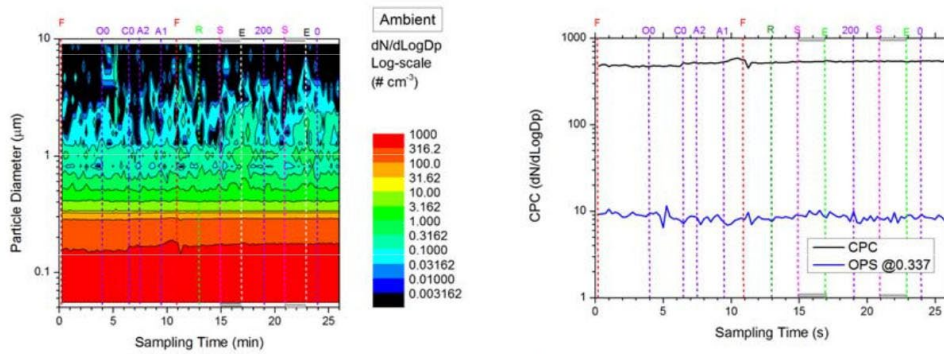 F O0 C0 A2 A1 F R S E 200 S E 0
Ambient
dN/dLogDp
Log-scale
(# cm⁻³)
10
1
0.1
Particle Diameter (μm)
0 5 10 15 20 25
Sampling Time (min)
1000
316.2
100.0
31.62
10.00
3.162
1.000
0.3162
0.1000
0.03162
0.01000
0.003162
F O0 C0 A2 A1 F R S E 200 S E 0
1000
100
10
1
CPC (dN/dLogDp)
CPC
OPS @0.337
0 5 10 15 20 25
Sampling Time (s)